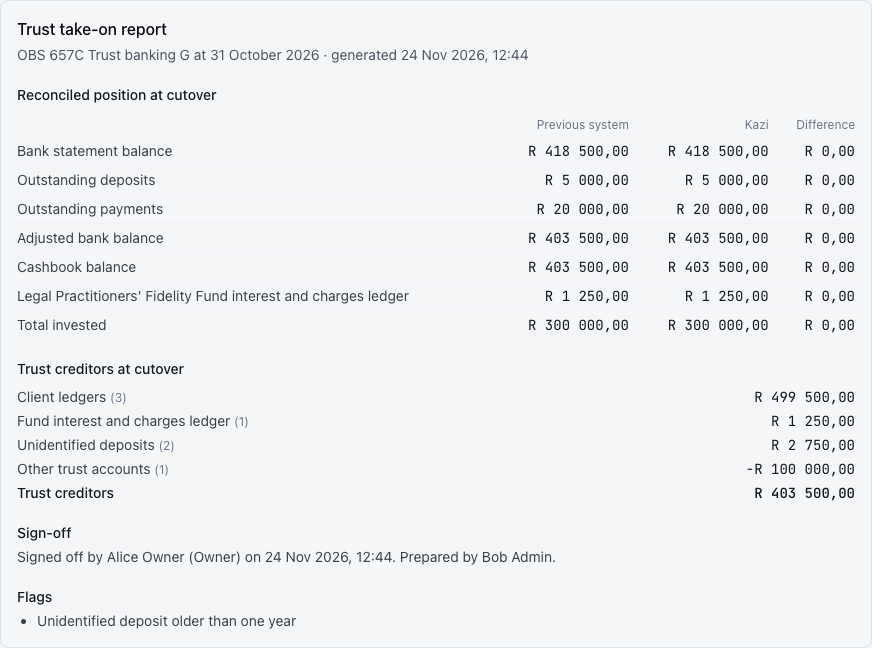 Trust take-on report
OBS 657C Trust banking G at 31 October 2026 · generated 24 Nov 2026, 12:44
Reconciled position at cutover
Previous system Kazi Difference
Bank statement balance R 418 500,00 R 418 500,00 R 0,00
Outstanding deposits R 5 000,00 R 5 000,00 R 0,00
Outstanding payments R 20 000,00 R 20 000,00 R 0,00
Adjusted bank balance R 403 500,00 R 403 500,00 R 0,00
Cashbook balance R 403 500,00 R 403 500,00 R 0,00
Legal Practitioners' Fidelity Fund interest and charges ledger R 1 250,00 R 1 250,00 R 0,00
Total invested R 300 000,00 R 300 000,00 R 0,00
Trust creditors at cutover
Client ledgers (3) R 499 500,00
Fund interest and charges ledger (1) R 1 250,00
Unidentified deposits (2) R 2 750,00
Other trust accounts (1) -R 100 000,00
Trust creditors R 403 500,00
Sign-off
Signed off by Alice Owner (Owner) on 24 Nov 2026, 12:44. Prepared by Bob Admin.
Flags
• Unidentified deposit older than one year